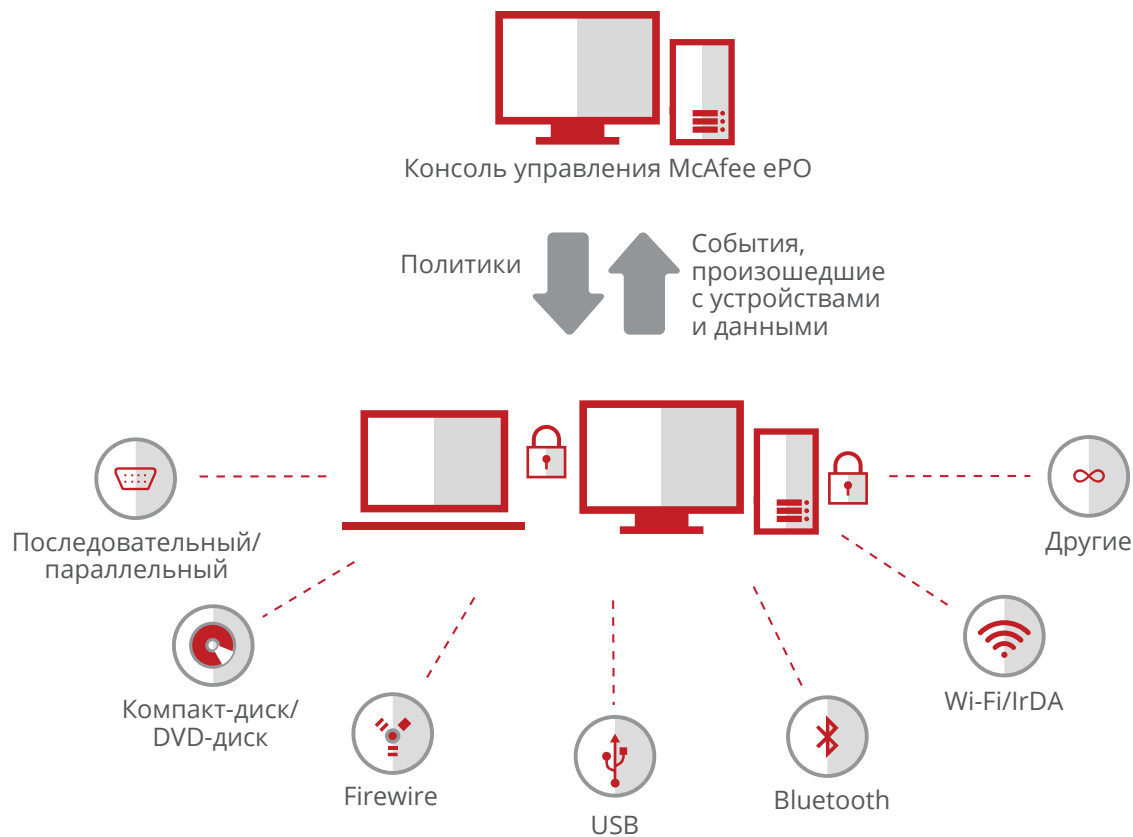 Консоль управления McAfee ePO
Политики
События,
произошедшие
с устройствами
и данными
Последовательный/
параллельный
Компакт-диск/
DVD-диск
Firewire
USB
Bluetooth
Wi-Fi/IrDA
Другие